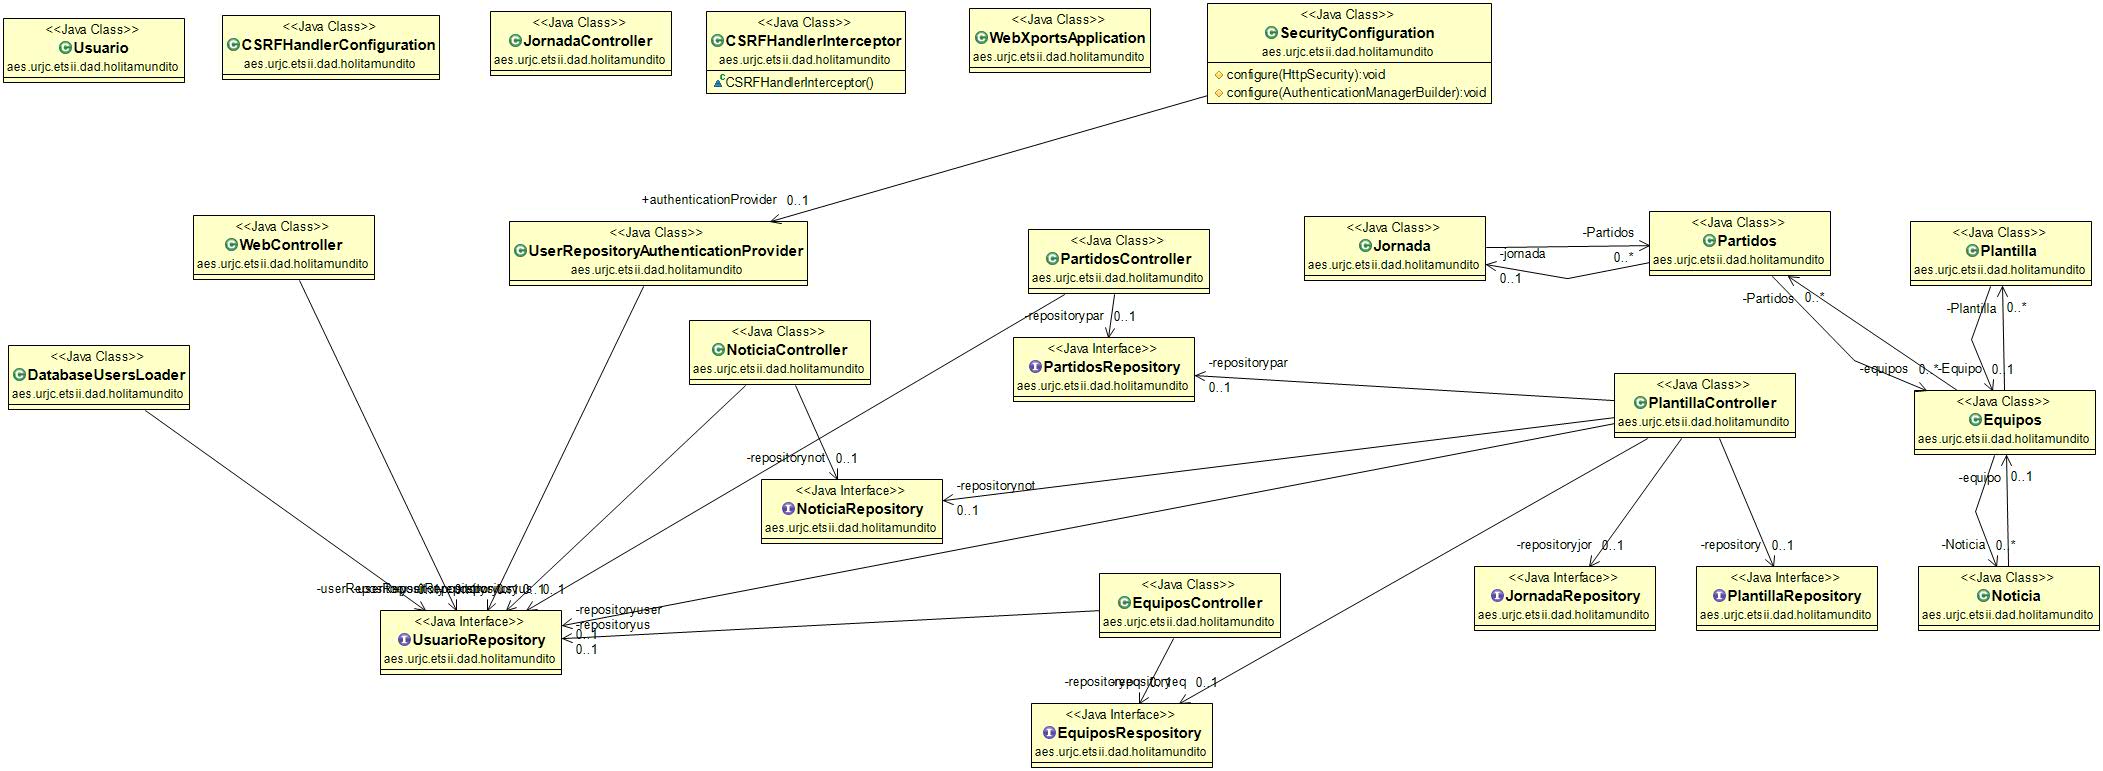 <<Java Class>>
Usuario
aes.urjc.etsii.dad.holitamundito
<<Java Class>>
CSRFHandlerConfiguration
aes.urjc.etsii.dad.holitamundito
<<Java Class>>
JornadaController
aes.urjc.etsii.dad.holitamundito
<<Java Class>>
CSRFHandlerInterceptor
aes.urjc.etsii.dad.holitamundito
CSRFHandlerInterceptor()
<<Java Class>>
WebXportsApplication
aes.urjc.etsii.dad.holitamundito
<<Java Class>>
SecurityConfiguration
aes.urjc.etsii.dad.holitamundito
configure(HttpSecurity):void
configure(AuthenticationManagerBuilder):void
+authenticationProvider 0..1
<<Java Class>>
WebController
aes.urjc.etsii.dad.holitamundito
<<Java Class>>
UserRepositoryAuthenticationProvider
aes.urjc.etsii.dad.holitamundito
<<Java Class>>
PartidosController
aes.urjc.etsii.dad.holitamundito
<<Java Class>>
Jornada
aes.urjc.etsii.dad.holitamundito
-Partidos
0..*
-jornada
0..1
<<Java Class>>
Partidos
aes.urjc.etsii.dad.holitamundito
<<Java Class>>
Plantilla
aes.urjc.etsii.dad.holitamundito
-Partidos 0..*
-Plantilla 0..*
-repositorypar 0..1
<<Java Class>>
DatabaseUsersLoader
aes.urjc.etsii.dad.holitamundito
<<Java Class>>
NoticiaController
aes.urjc.etsii.dad.holitamundito
<<Java Interface>>
PartidosRepository
aes.urjc.etsii.dad.holitamundito
-repositorypar
0..1
-equipos 0..*
-Equipo 0..1
<<Java Class>>
PlantillaController
aes.urjc.etsii.dad.holitamundito
<<Java Class>>
Equipos
aes.urjc.etsii.dad.holitamundito
-repositorynot 0..1
-equipo 0..1
<<Java Interface>>
NoticiaRepository
aes.urjc.etsii.dad.holitamundito
-repositorynot
0..1
-repositoryjor 0..1
-repository 0..1
-Noticia 0..*
0..1
<<Java Interface>>
UsuarioRepository
aes.urjc.etsii.dad.holitamundito
-repositoryuser
0..1
-repositoryus
0..1
<<Java Class>>
EquiposController
aes.urjc.etsii.dad.holitamundito
<<Java Interface>>
JornadaRepository
aes.urjc.etsii.dad.holitamundito
<<Java Interface>>
PlantillaRepository
aes.urjc.etsii.dad.holitamundito
<<Java Class>>
Noticia
aes.urjc.etsii.dad.holitamundito
-repositoryeq 0..1
-repositoryeq 0..1
<<Java Interface>>
EquiposRespository
aes.urjc.etsii.dad.holitamundito